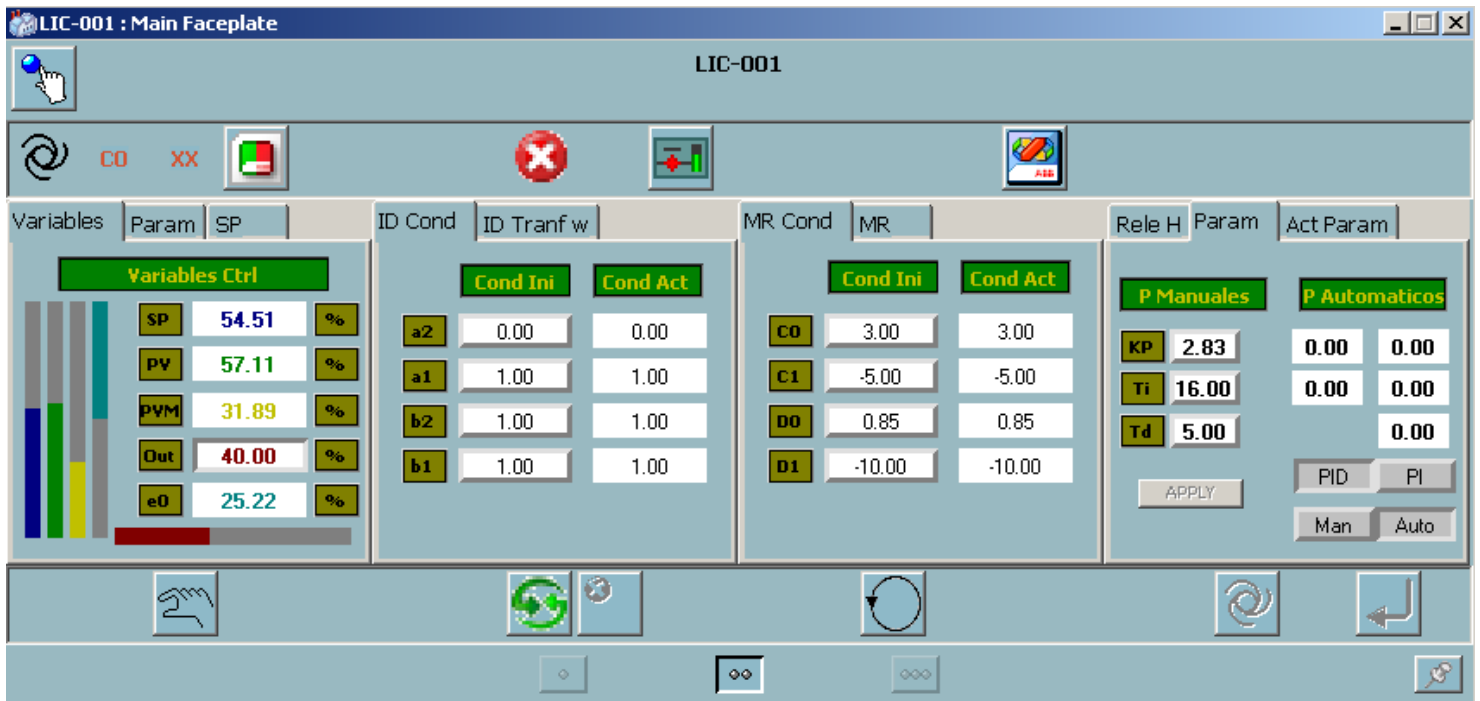 LIC-001 : Main Faceplate
LIC-001
C0 XX
ABB
Variables Param SP
Variables Ctrl
SP 54.51 %
PV 57.11 %
PVM 31.89 %
Out 40.00 %
e0 25.22 %
ID Cond ID Tranf w
Cond Ini Cond Act
a2 0.00 0.00
a1 1.00 1.00
b2 1.00 1.00
b1 1.00 1.00
MR Cond MR
Cond Ini Cond Act
C0 3.00 3.00
C1 -5.00 -5.00
D0 0.85 0.85
D1 -10.00 -10.00
Rele H Param Act Param
P Manuales P Automaticos
KP 2.83 0.00 0.00
Ti 16.00 0.00 0.00
Td 5.00 0.00
APPLY PID PI
Man Auto